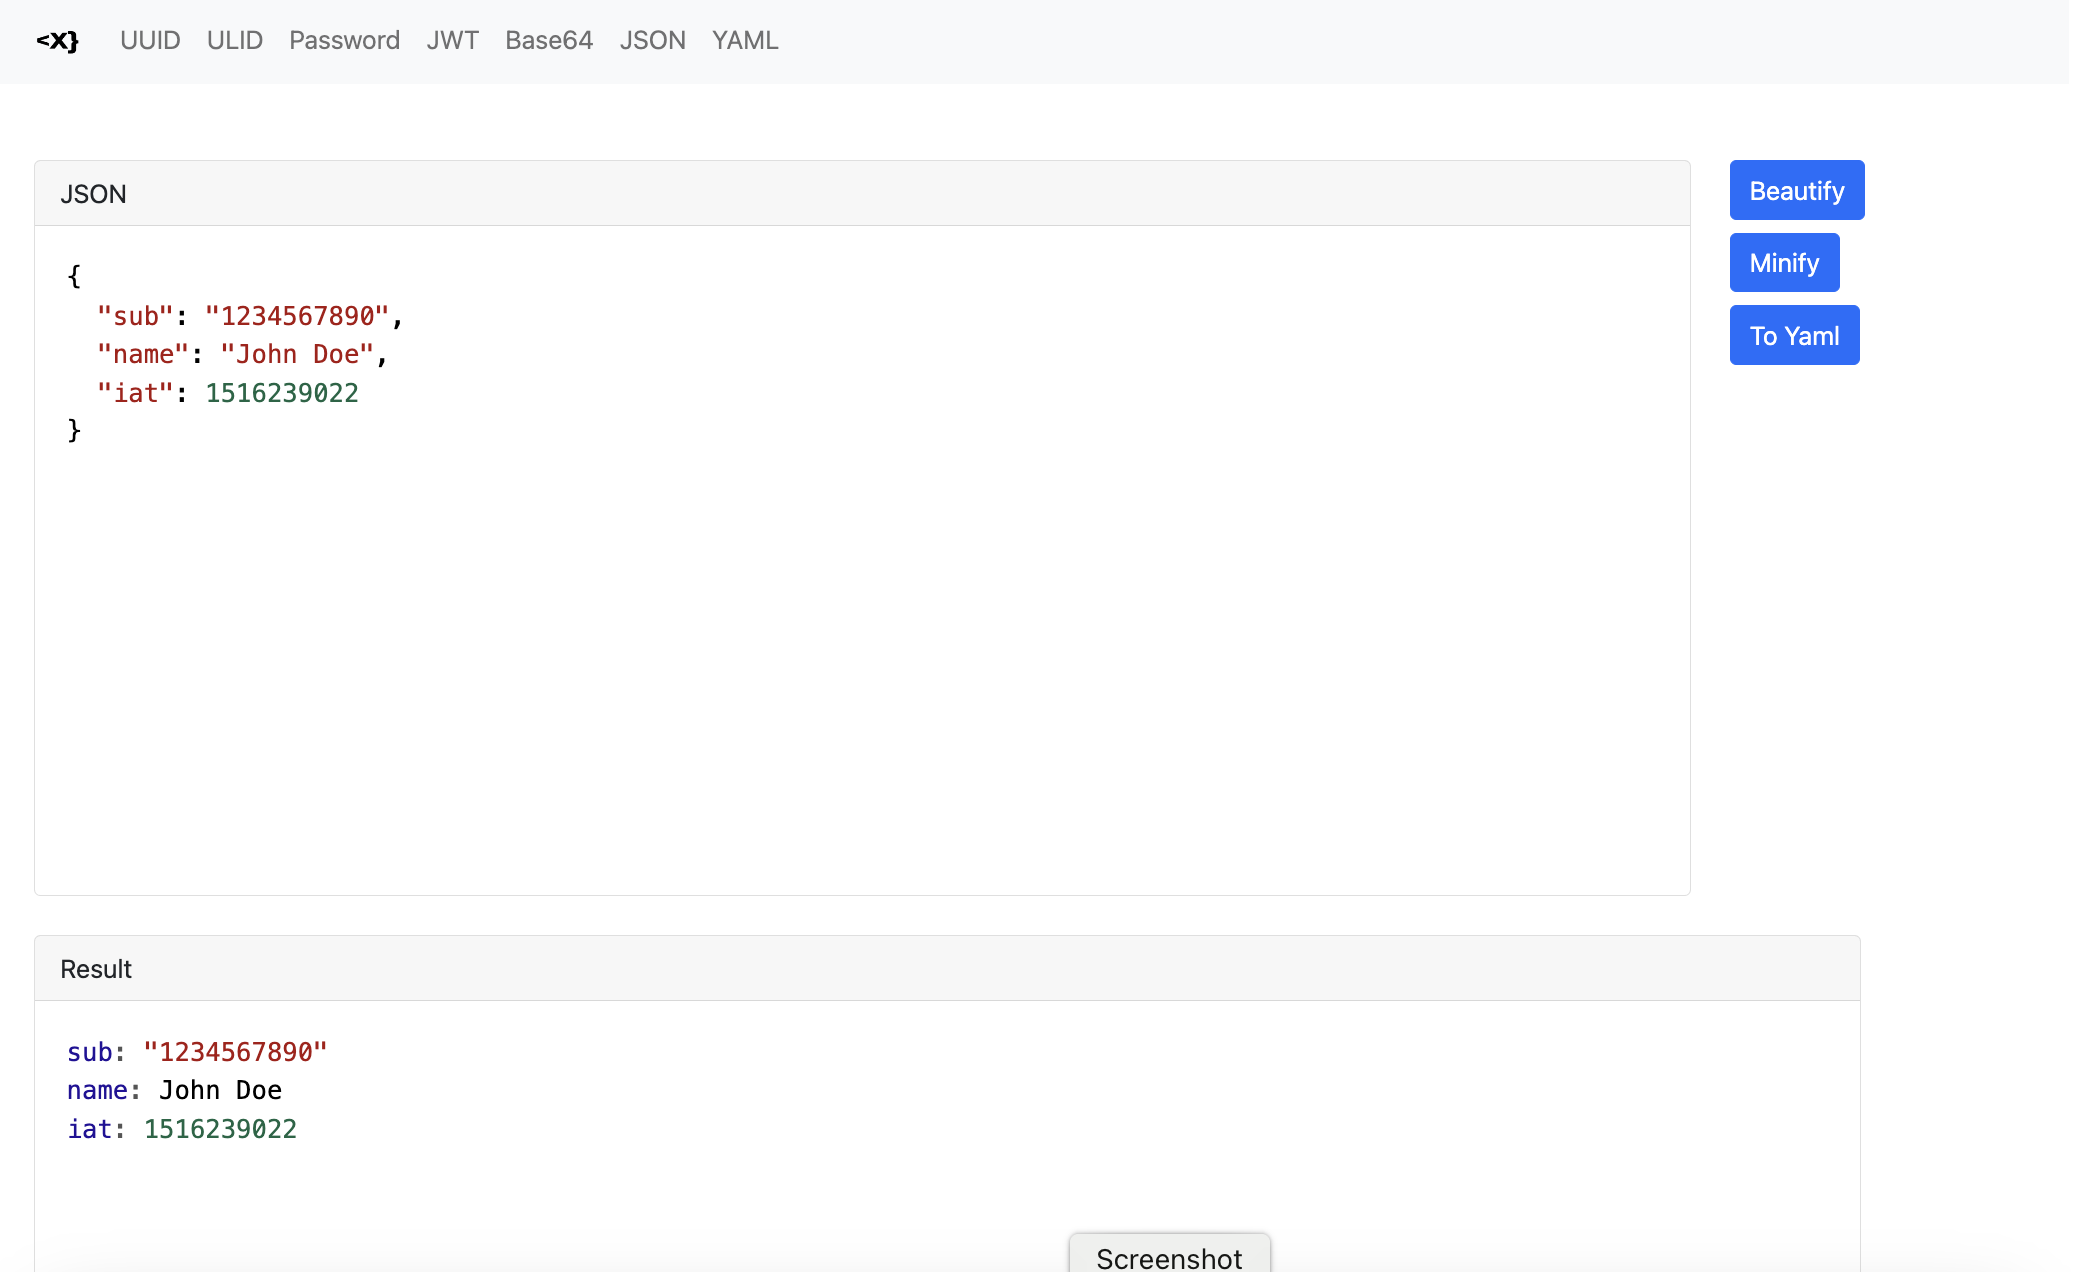 <X} UUID ULID Password JWT Base64 JSON YAML
JSON
{
  "sub": "1234567890",
  "name": "John Doe",
  "iat": 1516239022
}
Beautify
Minify
To Yaml
Result
sub: "1234567890"
name: John Doe
iat: 1516239022
Screenshot